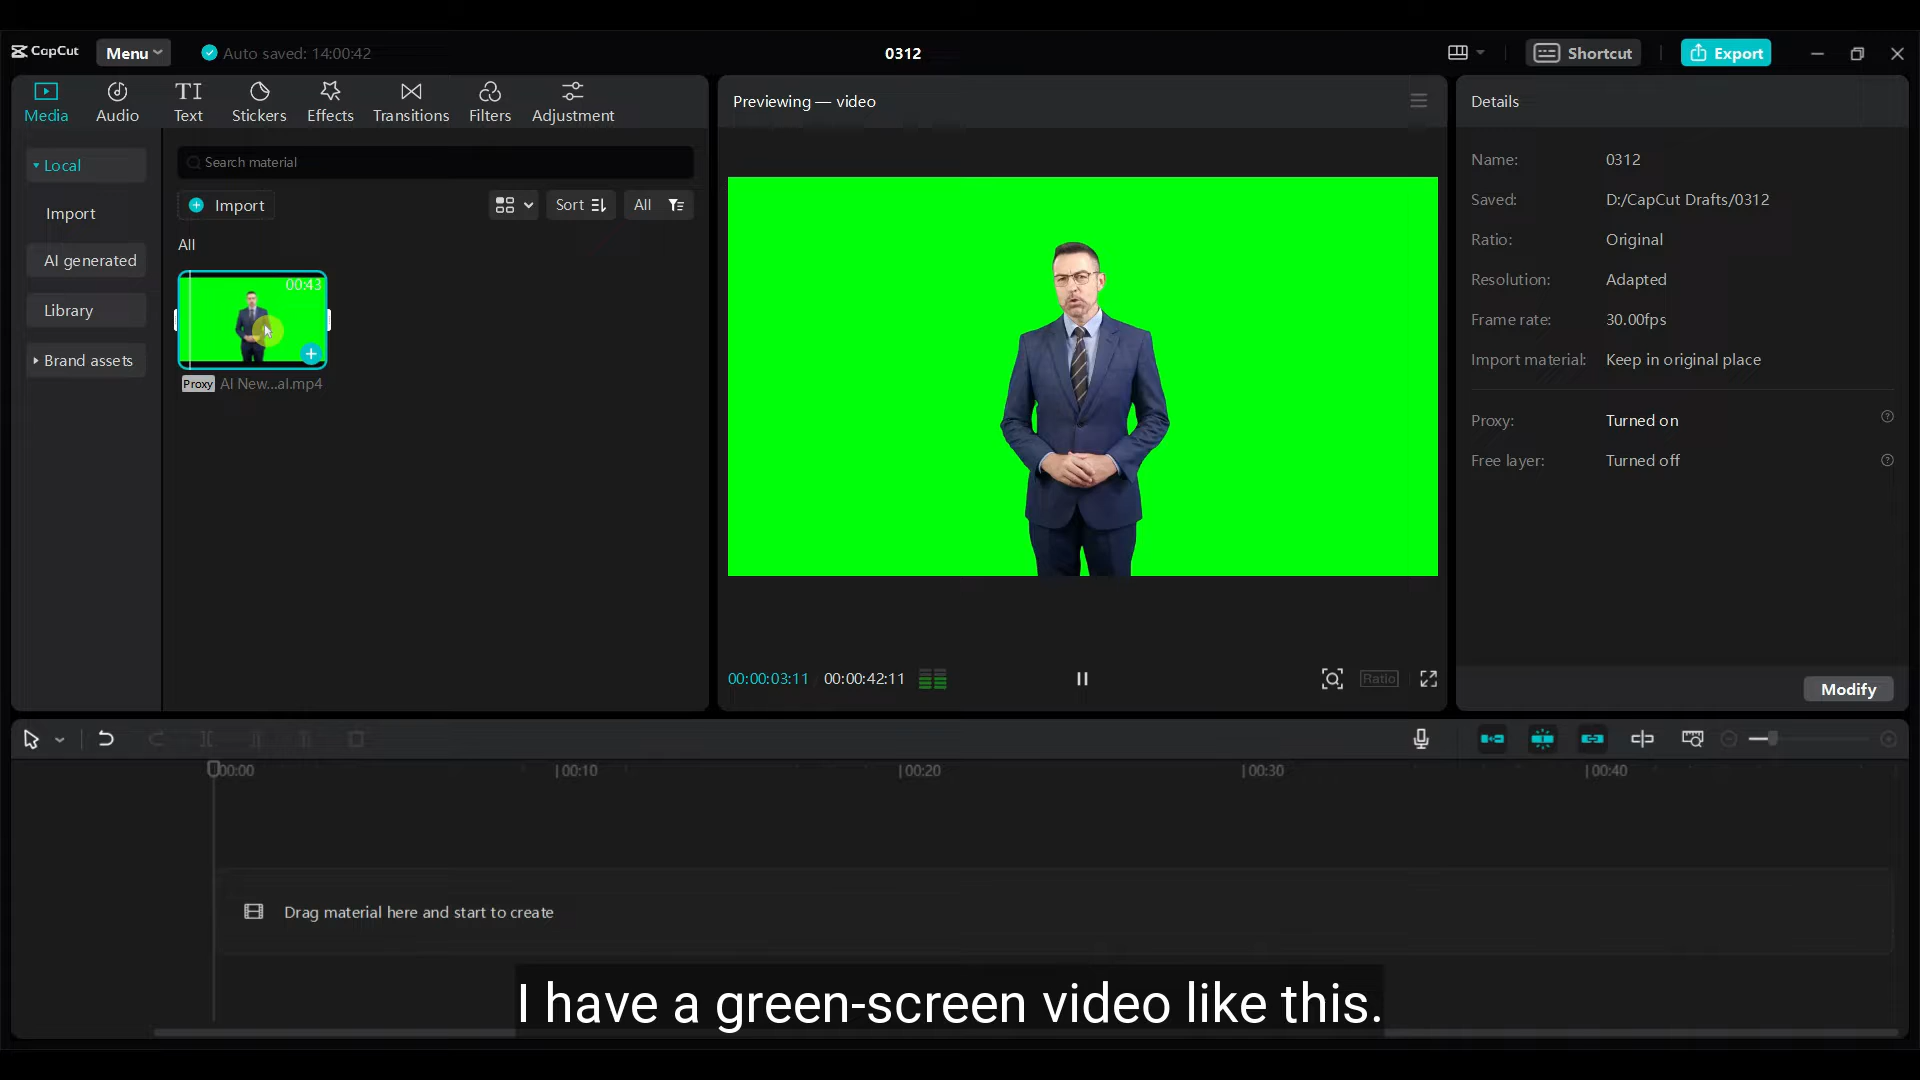 CapCut
Menu
Auto saved: 14:00:42
0312
Shortcut
Export
Media
Audio
TI
Text
Stickers
Effects
Transitions
Filters
Adjustment
Local
Import
AI generated
Library
Brand assets
Search material
Import
Sort
All
All
00:43
Proxy
AI New...al.mp4
Previewing — video
00:00:03:11
00:00:42:11
Ratio
Details
Name: 0312
Saved: D:/CapCut Drafts/0312
Ratio: Original
Resolution: Adapted
Frame rate: 30.00fps
Import material: Keep in original place
Proxy: Turned on
Free layer: Turned off
Modify
00:00
00:10
00:20
00:30
00:40
Drag material here and start to create
I have a green-screen video like this.